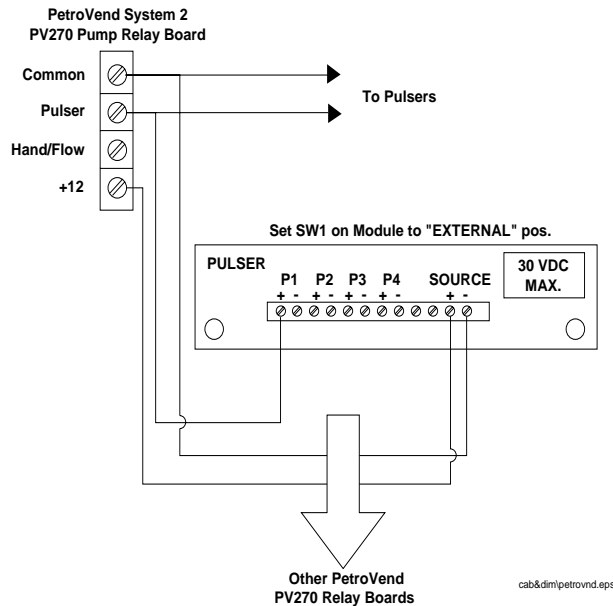 PetroVend System 2
PV270 Pump Relay Board
Common
Pulser
Hand/Flow
+12
To Pulsers
Set SW1 on Module to "EXTERNAL" pos.
PULSER
P1 P2 P3 P4 SOURCE
+ - + - + - + - + -
30 VDC
MAX.
Other PetroVend
PV270 Relay Boards
cab&dim\petrovnd.eps